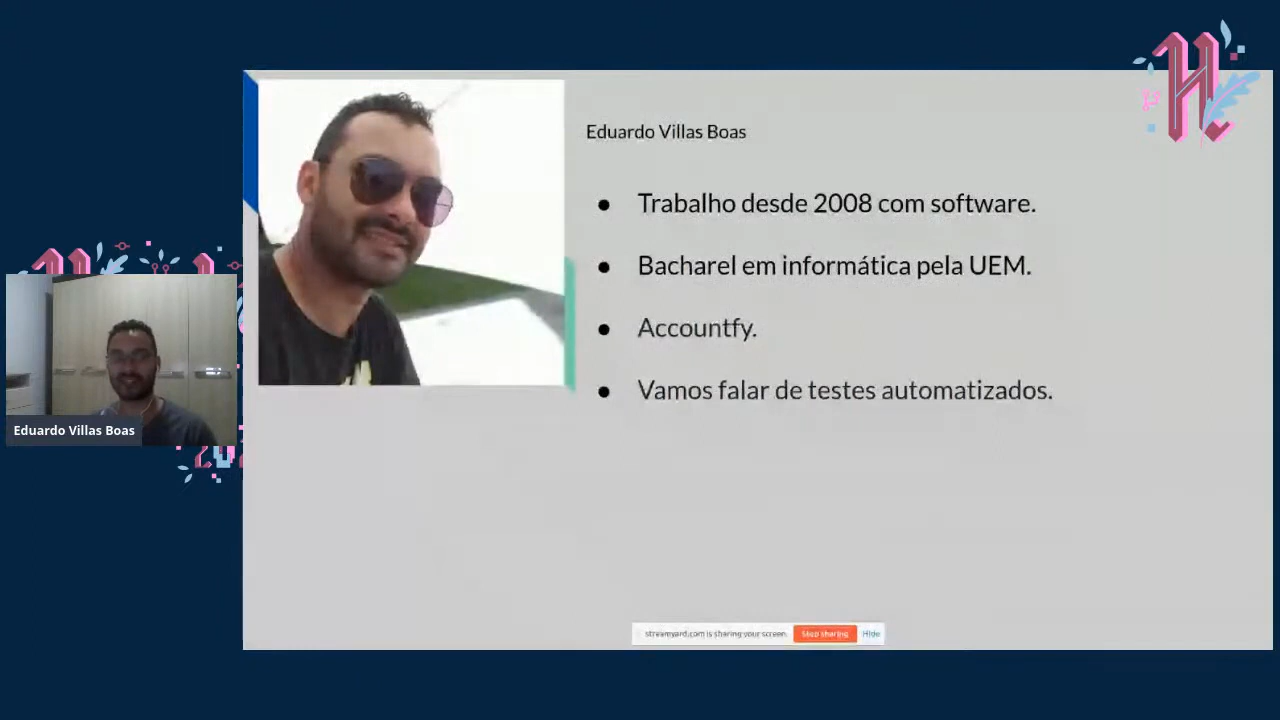 Eduardo Villas Boas
Trabalho desde 2008 com software.
Bacharel em informática pela UEM.
Accountfy.
Vamos falar de testes automatizados.
Eduardo Villas Boas
streamyard.com is sharing your screen. Stop sharing Hide